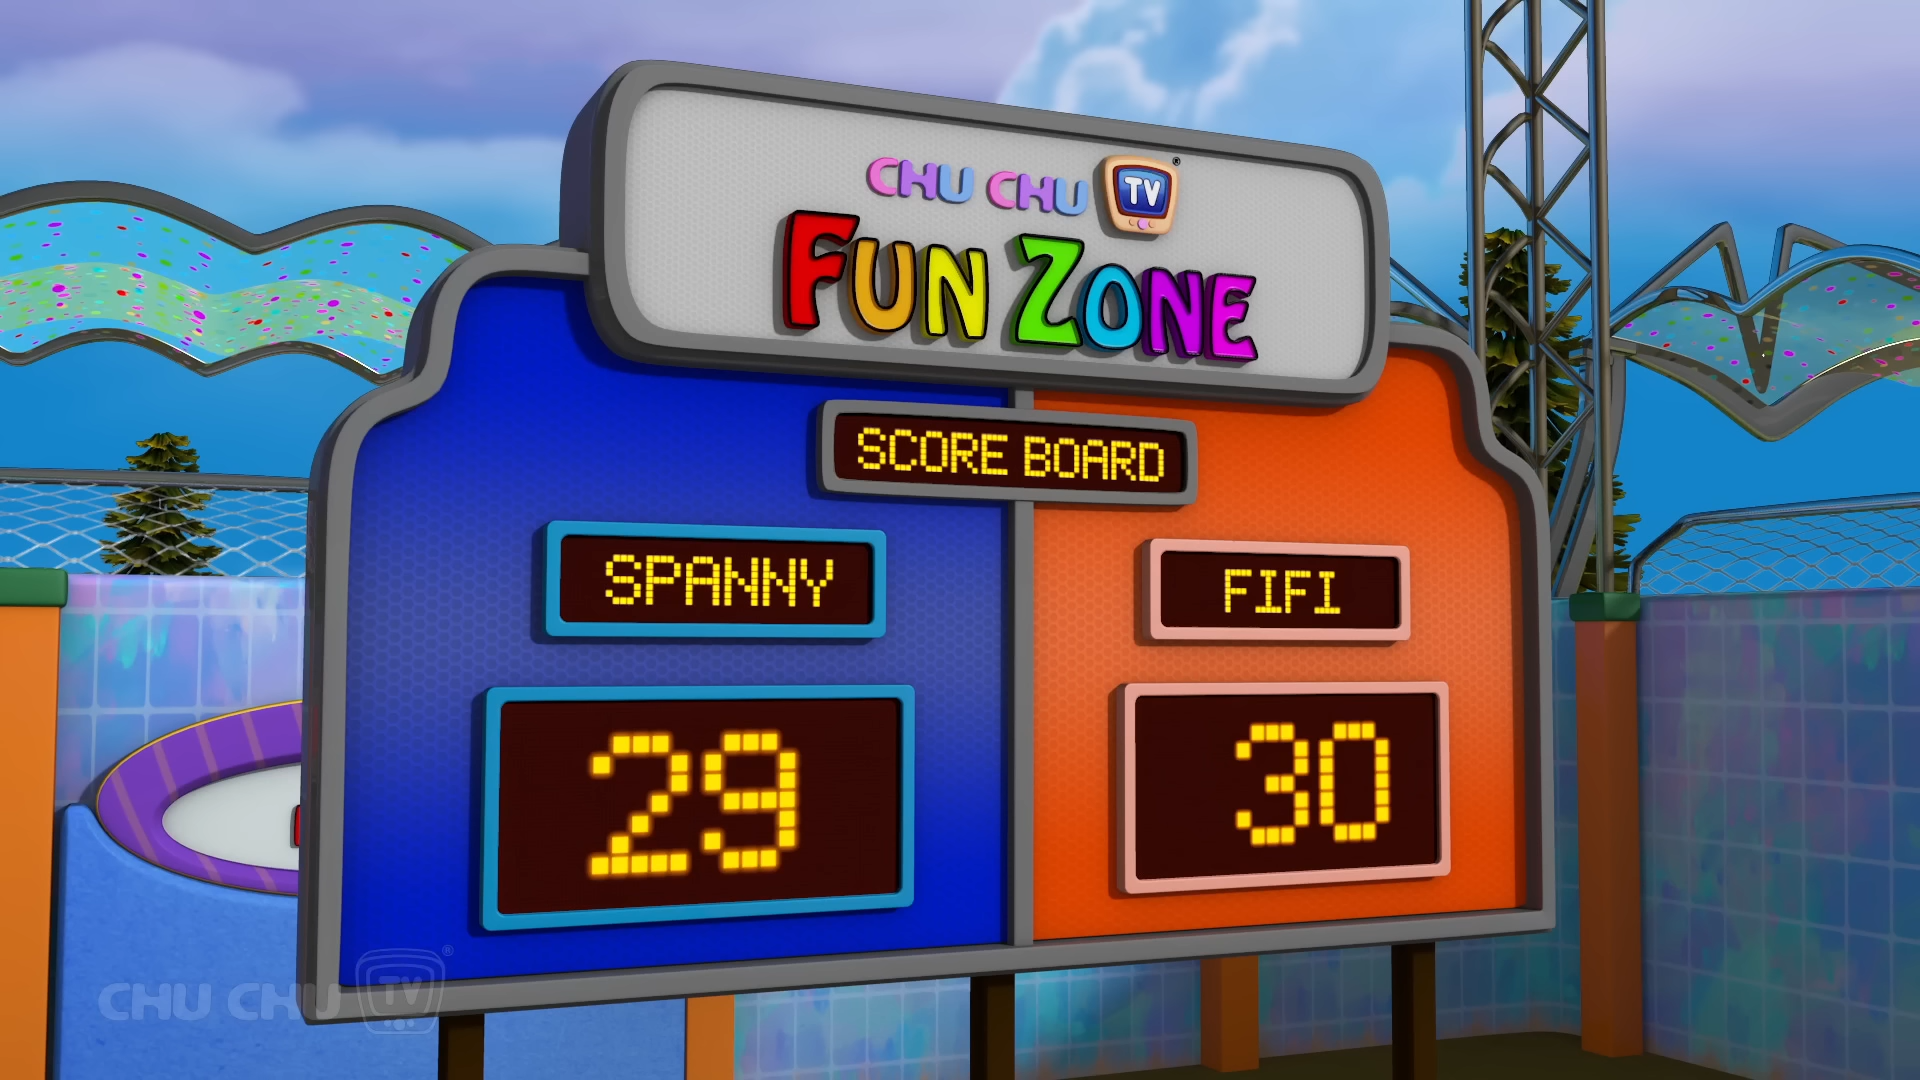 CHU CHU TV®
FUN ZONE
SCORE BOARD
SPANNY
FIFI
29
30
CHU CHU TV®